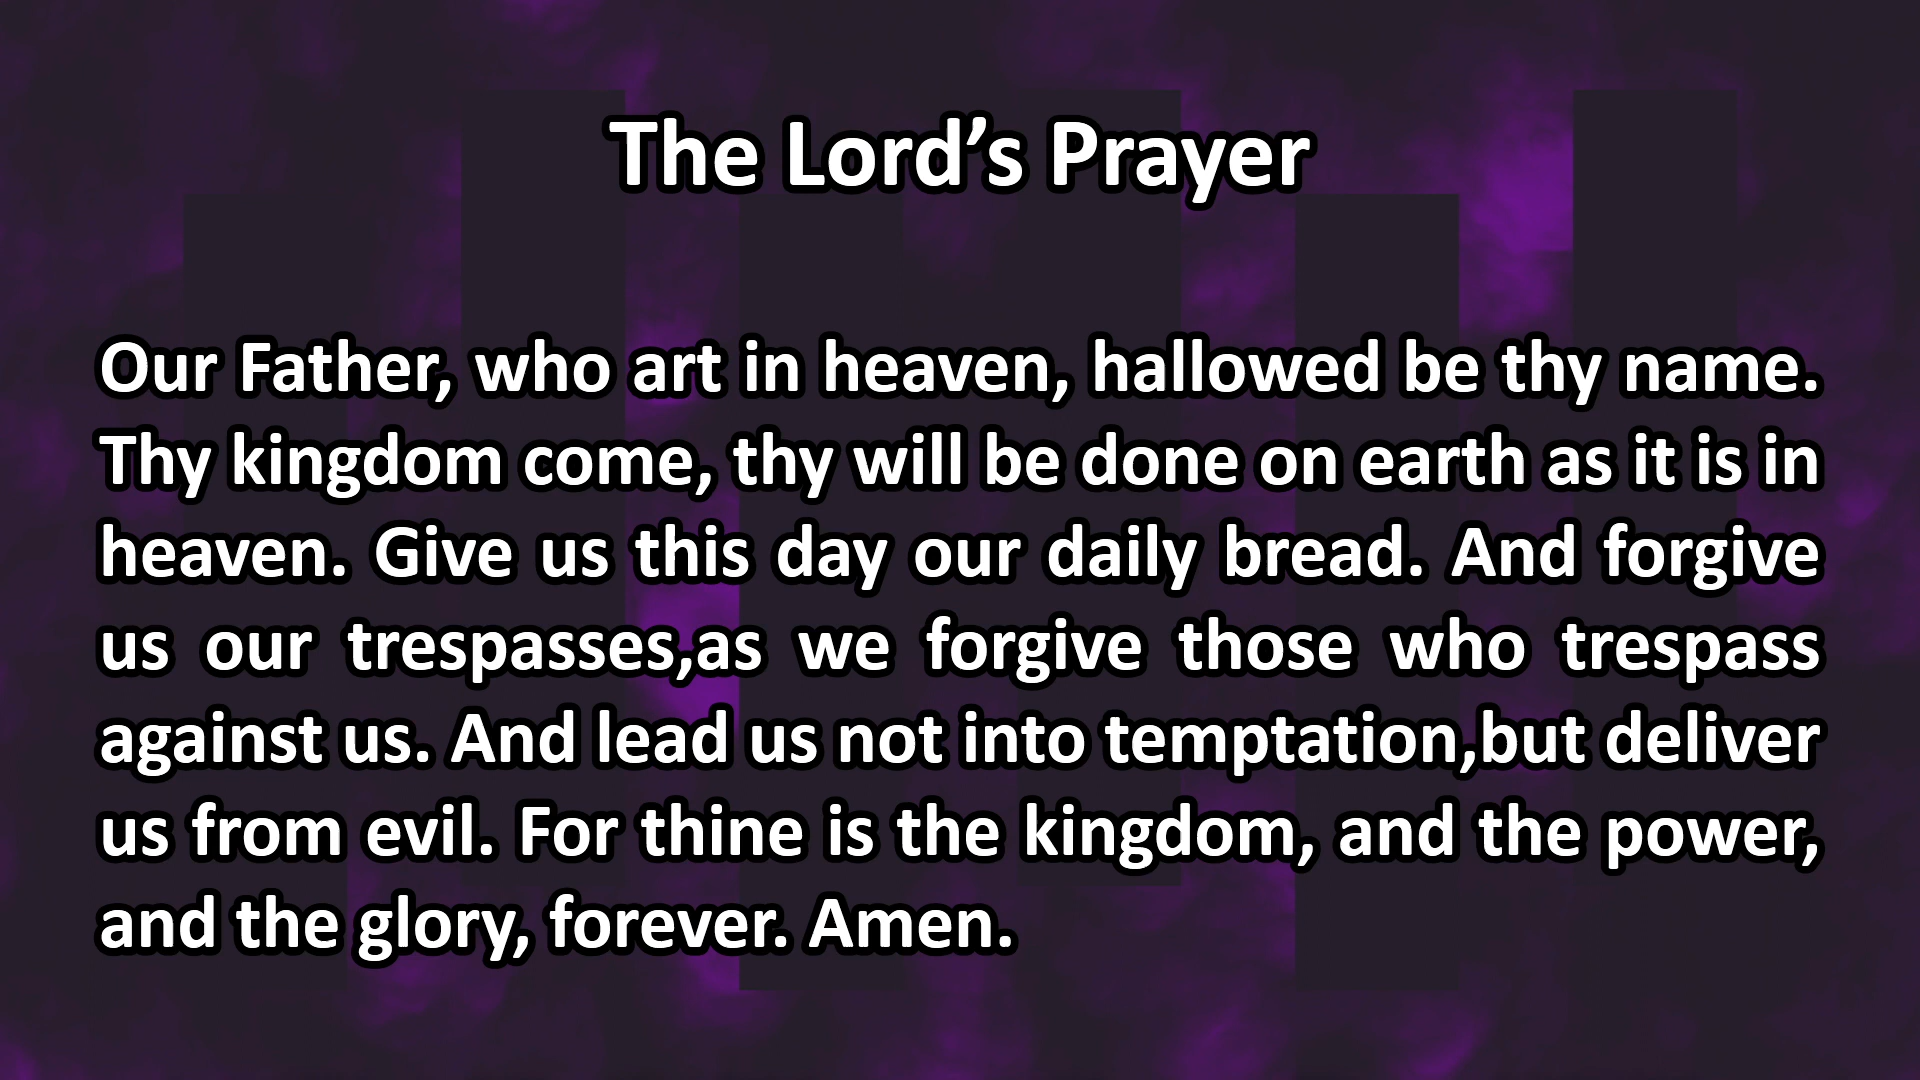 The Lord’s Prayer
Our Father, who art in heaven, hallowed be thy name.
Thy kingdom come, thy will be done on earth as it is in
heaven. Give us this day our daily bread. And forgive
us our trespasses,as we forgive those who trespass
against us. And lead us not into temptation,but deliver
us from evil. For thine is the kingdom, and the power,
and the glory, forever. Amen.